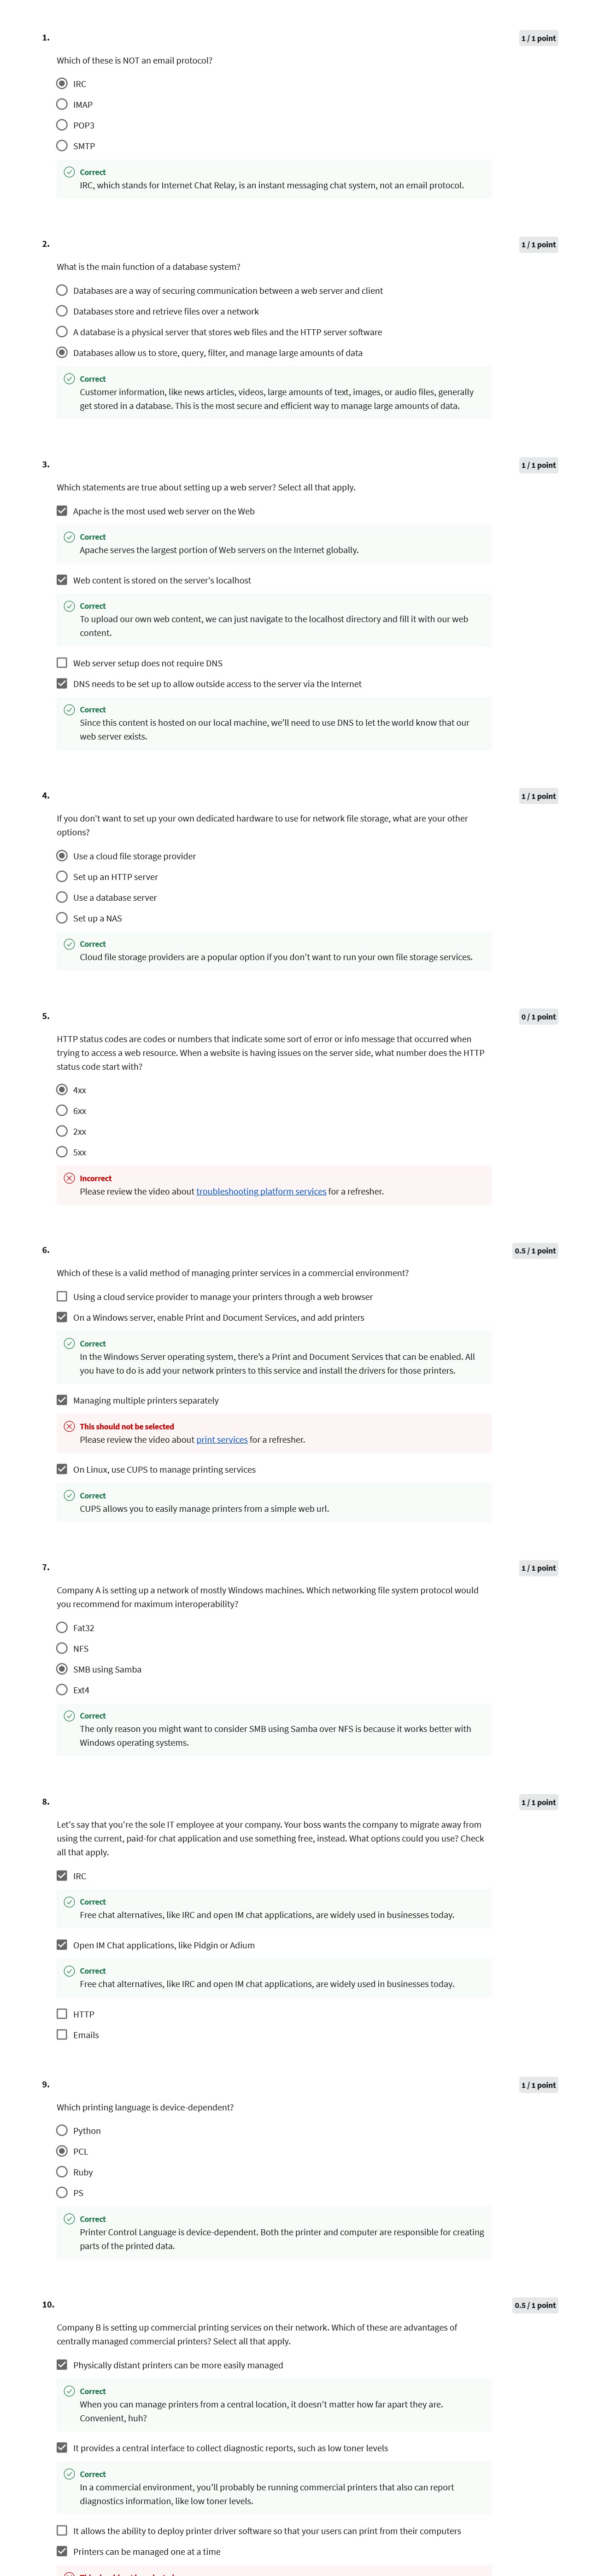 1.
1 / 1 point
Which of these is NOT an email protocol?
IRC
IMAP
POP3
SMTP
Correct
IRC, which stands for Internet Chat Relay, is an instant messaging chat system, not an email protocol.
2.
1 / 1 point
What is the main function of a database system?
Databases are a way of securing communication between a web server and client
Databases store and retrieve files over a network
A database is a physical server that stores web files and the HTTP server software
Databases allow us to store, query, filter, and manage large amounts of data
Correct
Customer information, like news articles, videos, large amounts of text, images, or audio files, generally
get stored in a database. This is the most secure and efficient way to manage large amounts of data.
3.
1 / 1 point
Which statements are true about setting up a web server? Select all that apply.
Apache is the most used web server on the Web
Correct
Apache serves the largest portion of Web servers on the Internet globally.
Web content is stored on the server's localhost
Correct
To upload our own web content, we can just navigate to the localhost directory and fill it with our web
content.
Web server setup does not require DNS
DNS needs to be set up to allow outside access to the server via the Internet
Correct
Since this content is hosted on our local machine, we'll need to use DNS to let the world know that our
web server exists.
4.
1 / 1 point
If you don't want to set up your own dedicated hardware to use for network file storage, what are your other
options?
Use a cloud file storage provider
Set up an HTTP server
Use a database server
Set up a NAS
Correct
Cloud file storage providers are a popular option if you don't want to run your own file storage services.
5.
0 / 1 point
HTTP status codes are codes or numbers that indicate some sort of error or info message that occurred when
trying to access a web resource. When a website is having issues on the server side, what number does the HTTP
status code start with?
4xx
6xx
2xx
5xx
Incorrect
Please review the video about troubleshooting platform services for a refresher.
6.
0.5 / 1 point
Which of these is a valid method of managing printer services in a commercial environment?
Using a cloud service provider to manage your printers through a web browser
On a Windows server, enable Print and Document Services, and add printers
Correct
In the Windows Server operating system, there's a Print and Document Services that can be enabled. All
you have to do is add your network printers to this service and install the drivers for those printers.
Managing multiple printers separately
This should not be selected
Please review the video about print services for a refresher.
On Linux, use CUPS to manage printing services
Correct
CUPS allows you to easily manage printers from a simple web url.
7.
1 / 1 point
Company A is setting up a network of mostly Windows machines. Which networking file system protocol would
you recommend for maximum interoperability?
Fat32
NFS
SMB using Samba
Ext4
Correct
The only reason you might want to consider SMB using Samba over NFS is because it works better with
Windows operating systems.
8.
1 / 1 point
Let's say that you're the sole IT employee at your company. Your boss wants the company to migrate away from
using the current, paid-for chat application and use something free, instead. What options could you use? Check
all that apply.
IRC
Correct
Free chat alternatives, like IRC and open IM chat applications, are widely used in businesses today.
Open IM Chat applications, like Pidgin or Adium
Correct
Free chat alternatives, like IRC and open IM chat applications, are widely used in businesses today.
HTTP
Emails
9.
1 / 1 point
Which printing language is device-dependent?
Python
PCL
Ruby
PS
Correct
Printer Control Language is device-dependent. Both the printer and computer are responsible for creating
parts of the printed data.
10.
0.5 / 1 point
Company B is setting up commercial printing services on their network. Which of these are advantages of
centrally managed commercial printers? Select all that apply.
Physically distant printers can be more easily managed
Correct
When you can manage printers from a central location, it doesn't matter how far apart they are.
Convenient, huh?
It provides a central interface to collect diagnostic reports, such as low toner levels
Correct
In a commercial environment, you'll probably be running commercial printers that also can report
diagnostics information, like low toner levels.
It allows the ability to deploy printer driver software so that your users can print from their computers
Printers can be managed one at a time